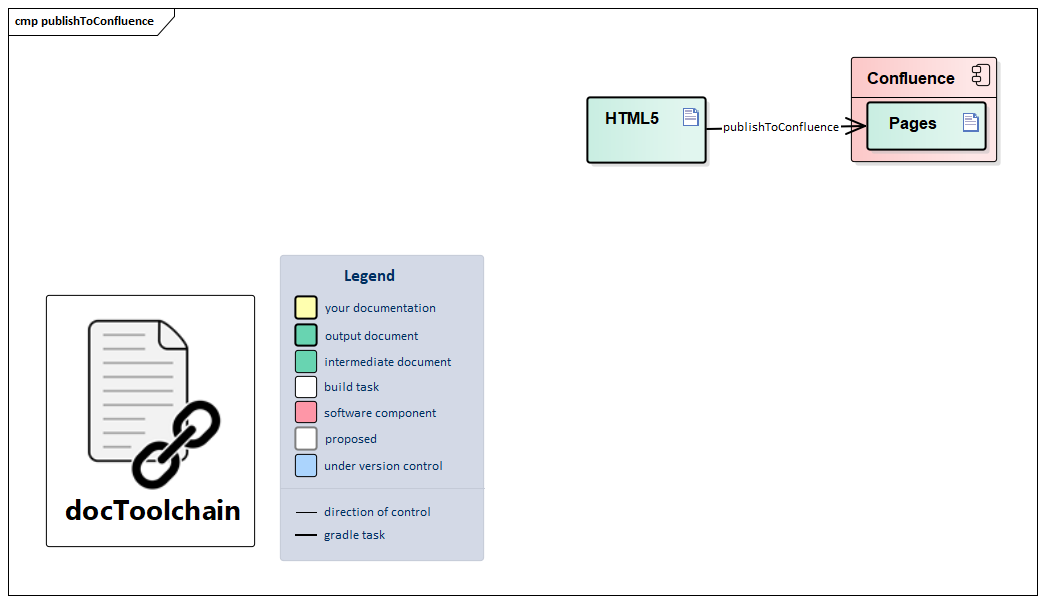 cmp publishToConfluence
Confluence
HTML5
Pages
publishToConfluence
Legend
your documentation
output document
intermediate document
build task
software component
proposed
under version control
direction of control
gradle task
docToolchain